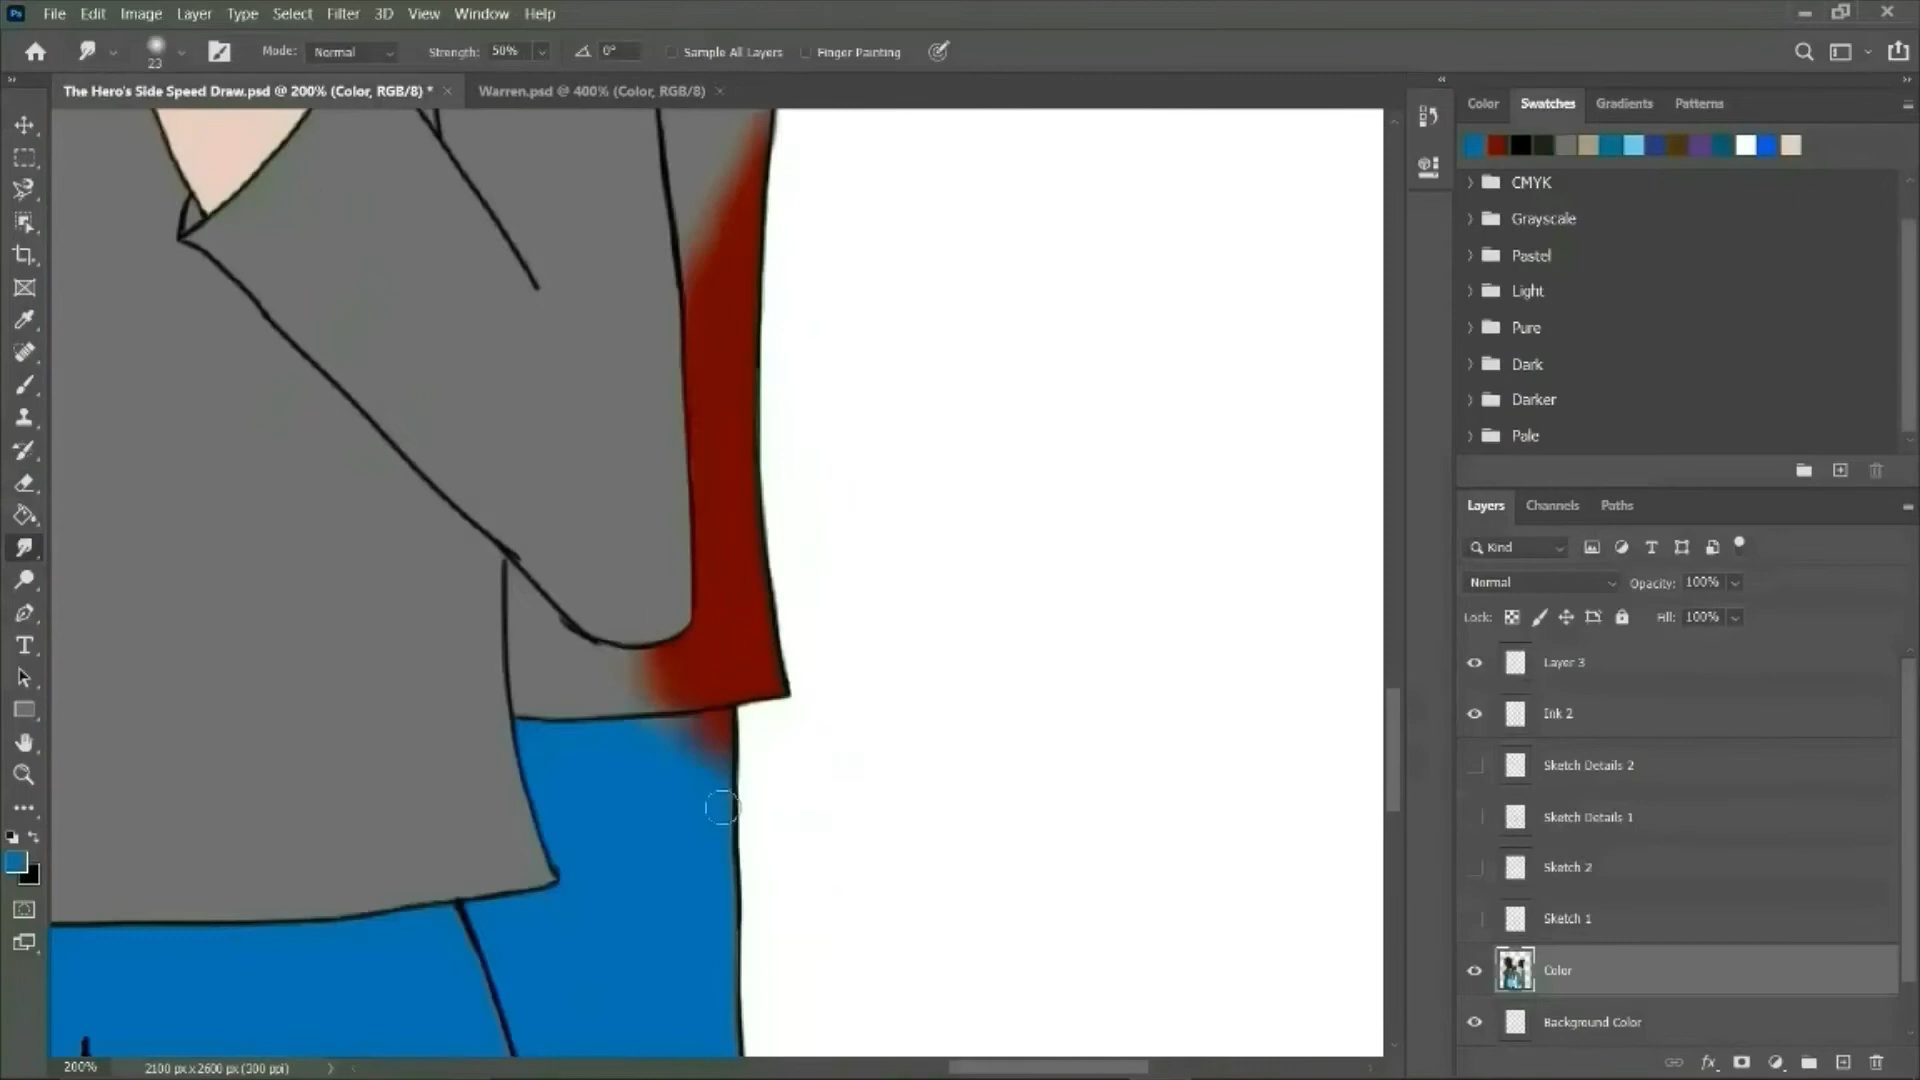 Ps File Edit Image Layer Type Select Filter 3D View Window Help
23 Mode: Normal Strength: 50% 0° Sample All Layers Finger Painting
The Hero's Side Speed Draw.psd @ 200% (Color, RGB/8) * × Warren.psd @ 400% (Color, RGB/8) ×
Color Swatches Gradients Patterns
CMYK
Grayscale
Pastel
Light
Pure
Dark
Darker
Pale
Layers Channels Paths
Kind
Normal Opacity: 100%
Lock: Fill: 100%
Layer 3
Ink 2
Sketch Details 2
Sketch Details 1
Sketch 2
Sketch 1
Color
Background Color
200% 2100 px x 2600 px (300 ppi)